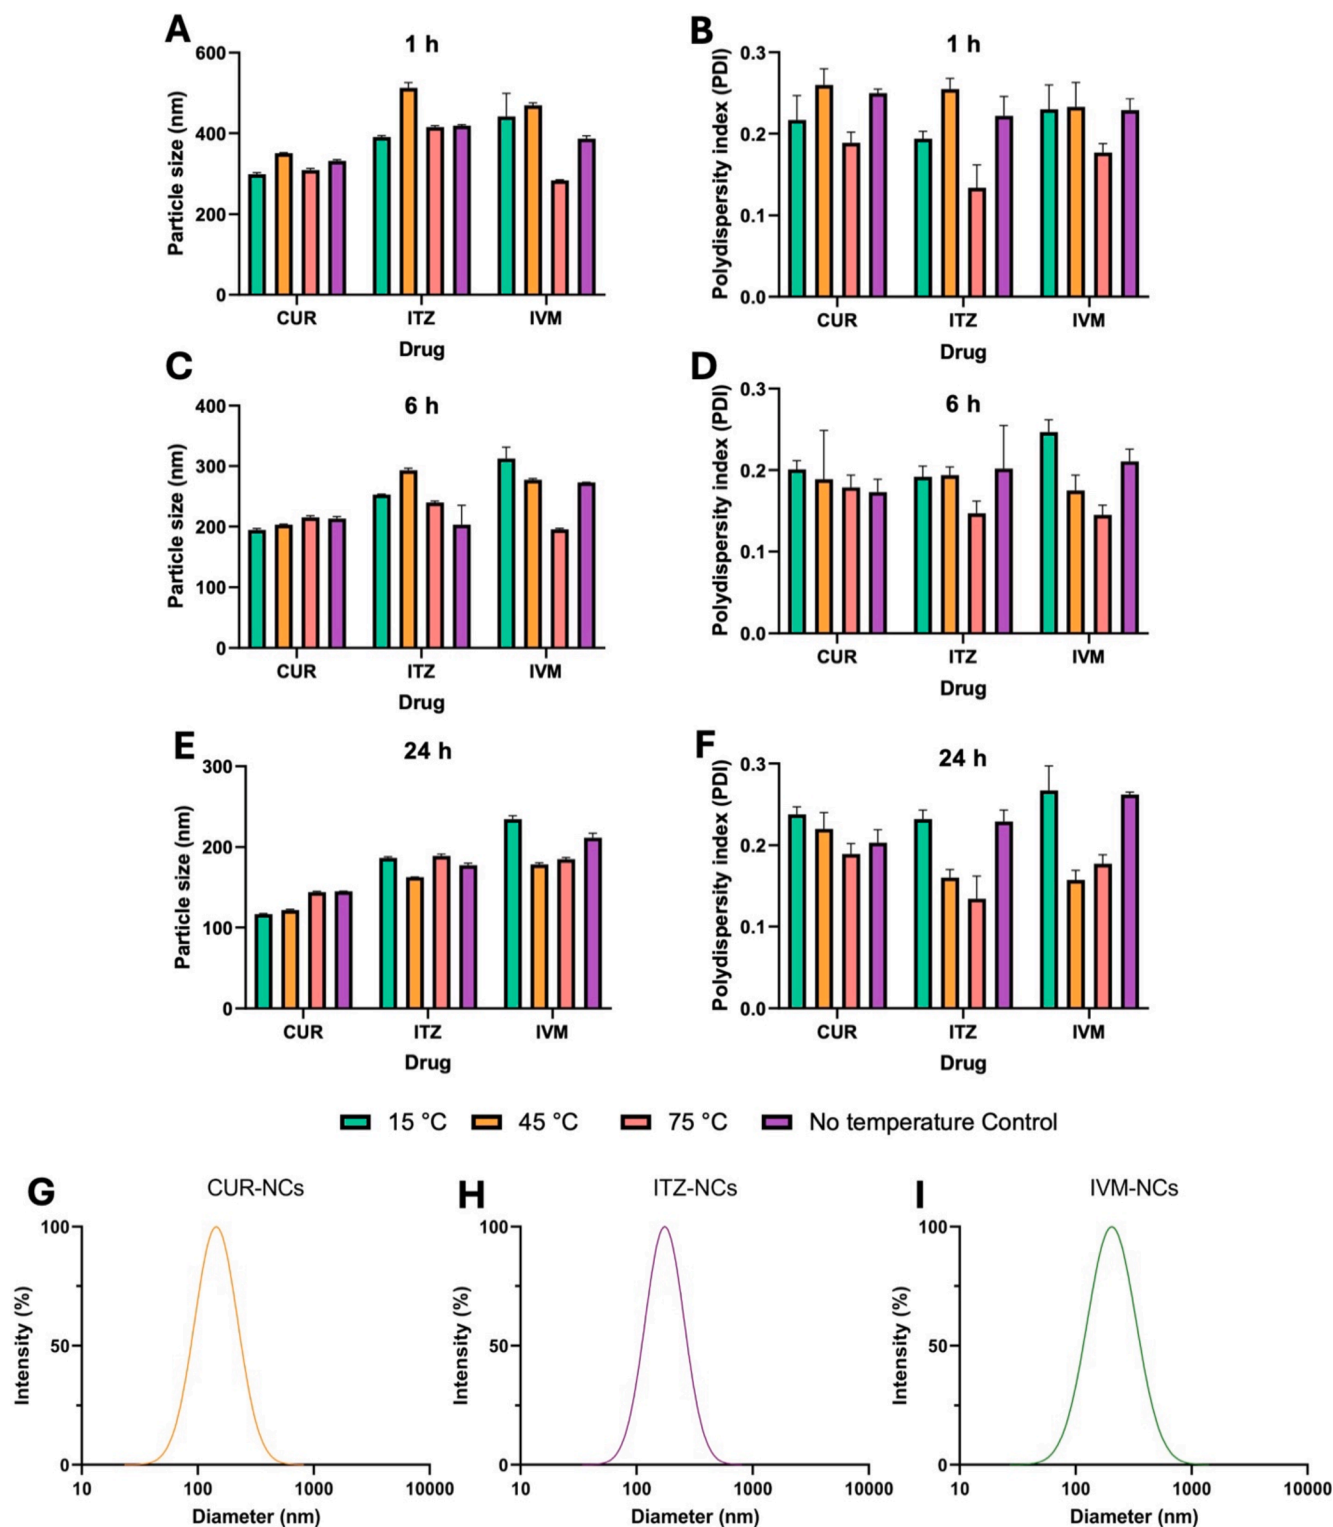 A
1 h
Particle size (nm)
600
400
200
0
CUR
ITZ
IVM
Drug
B
1 h
Polydispersity index (PDI)
0.3
0.2
0.1
0.0
CUR
ITZ
IVM
Drug
C
6 h
Particle size (nm)
400
300
200
100
0
CUR
ITZ
IVM
Drug
D
6 h
Polydispersity index (PDI)
0.3
0.2
0.1
0.0
CUR
ITZ
IVM
Drug
E
24 h
Particle size (nm)
300
200
100
0
CUR
ITZ
IVM
Drug
F
24 h
Polydispersity index (PDI)
0.3
0.2
0.1
0.0
CUR
ITZ
IVM
Drug
15 °C
45 °C
75 °C
No temperature Control
G
CUR-NCs
Intensity (%)
100
50
0
10
100
1000
10000
Diameter (nm)
H
ITZ-NCs
Intensity (%)
100
50
0
10
100
1000
10000
Diameter (nm)
I
IVM-NCs
Intensity (%)
100
50
0
10
100
1000
10000
Diameter (nm)